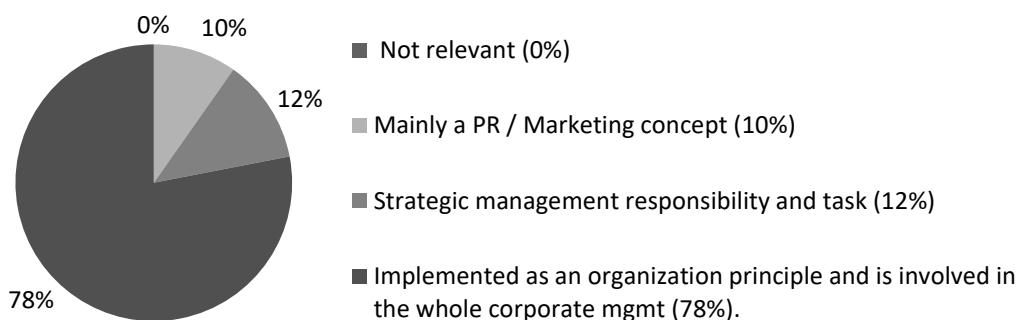 0%
10%
12%
78%
Not relevant (0%)
Mainly a PR / Marketing concept (10%)
Strategic management responsibility and task (12%)
Implemented as an organization principle and is involved in
the whole corporate mgmt (78%).